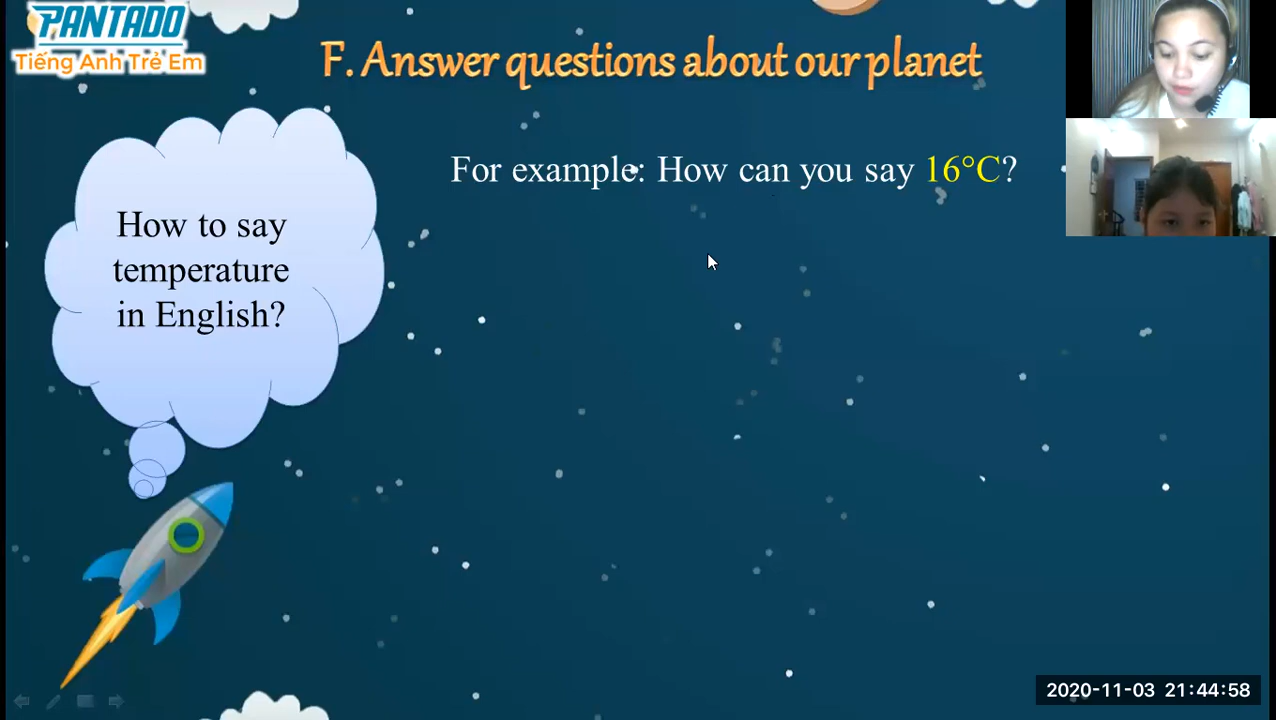 PANTADO
Tiếng Anh Trẻ Em
F. Answer questions about our planet
For example: How can you say 16°C?
How to say
temperature
in English?
2020-11-03 21:44:58